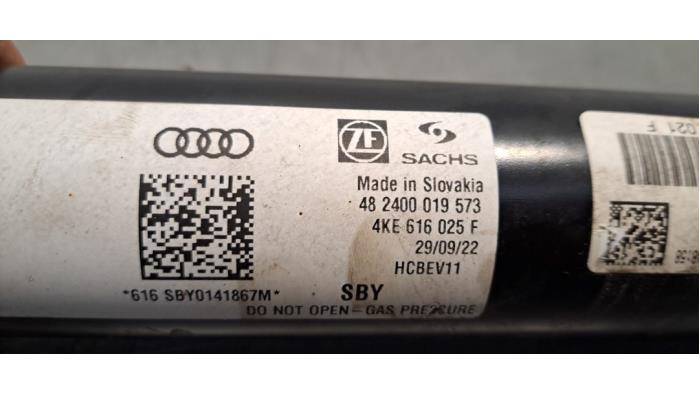 ZF SACHS
Made in Slovakia
48 2400 019 573
4KE 616 025 F
29/09/22
HCBEV11
*616 SBY0141867M*
SBY
DO NOT OPEN-GAS PRESSURE
021 F